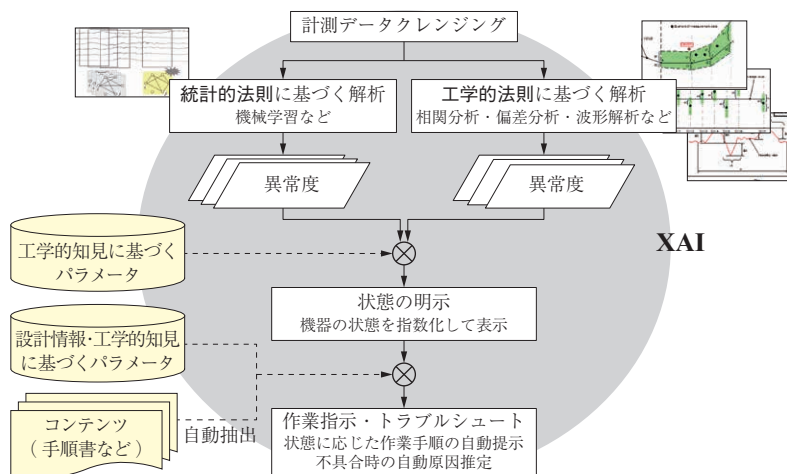 計測データクレンジング
統計的法則に基づく解析
機械学習など
工学的法則に基づく解析
相関分析・偏差分析・波形解析など
異常度
異常度
XAI
工学的知見に基づく
パラメータ
状態の明示
機器の状態を指数化して表示
設計情報・工学的知見
に基づくパラメータ
コンテンツ
( 手順書など )
自動抽出
作業指示・トラブルシュート
状態に応じた作業手順の自動提示
不具合時の自動原因推定